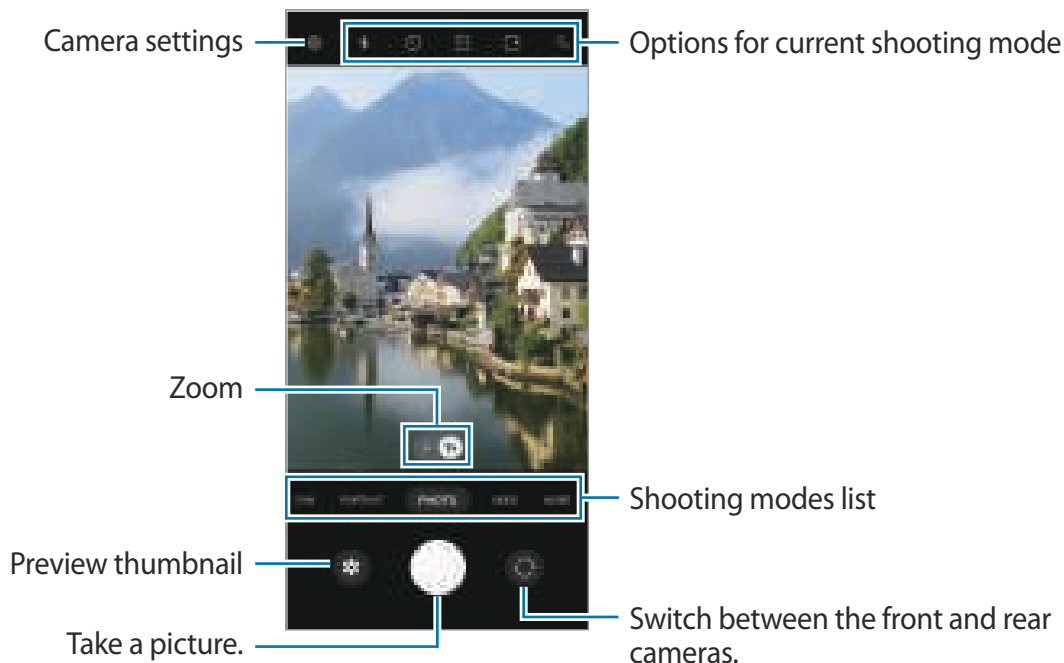 Camera settings
Options for current shooting mode
Zoom
PHOTO
Shooting modes list
Preview thumbnail
Take a picture.
Switch between the front and rear
cameras.